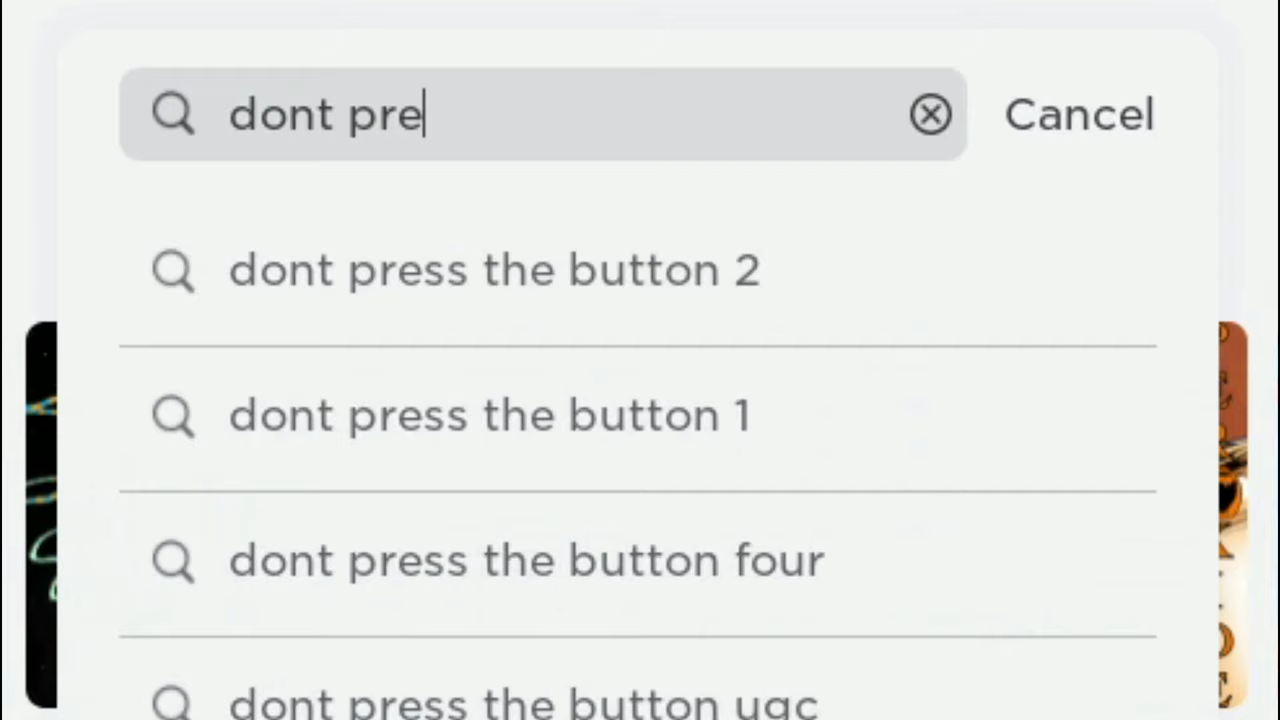 dont pre
Cancel
dont press the button 2
dont press the button 1
dont press the button four
dont press the button ugc